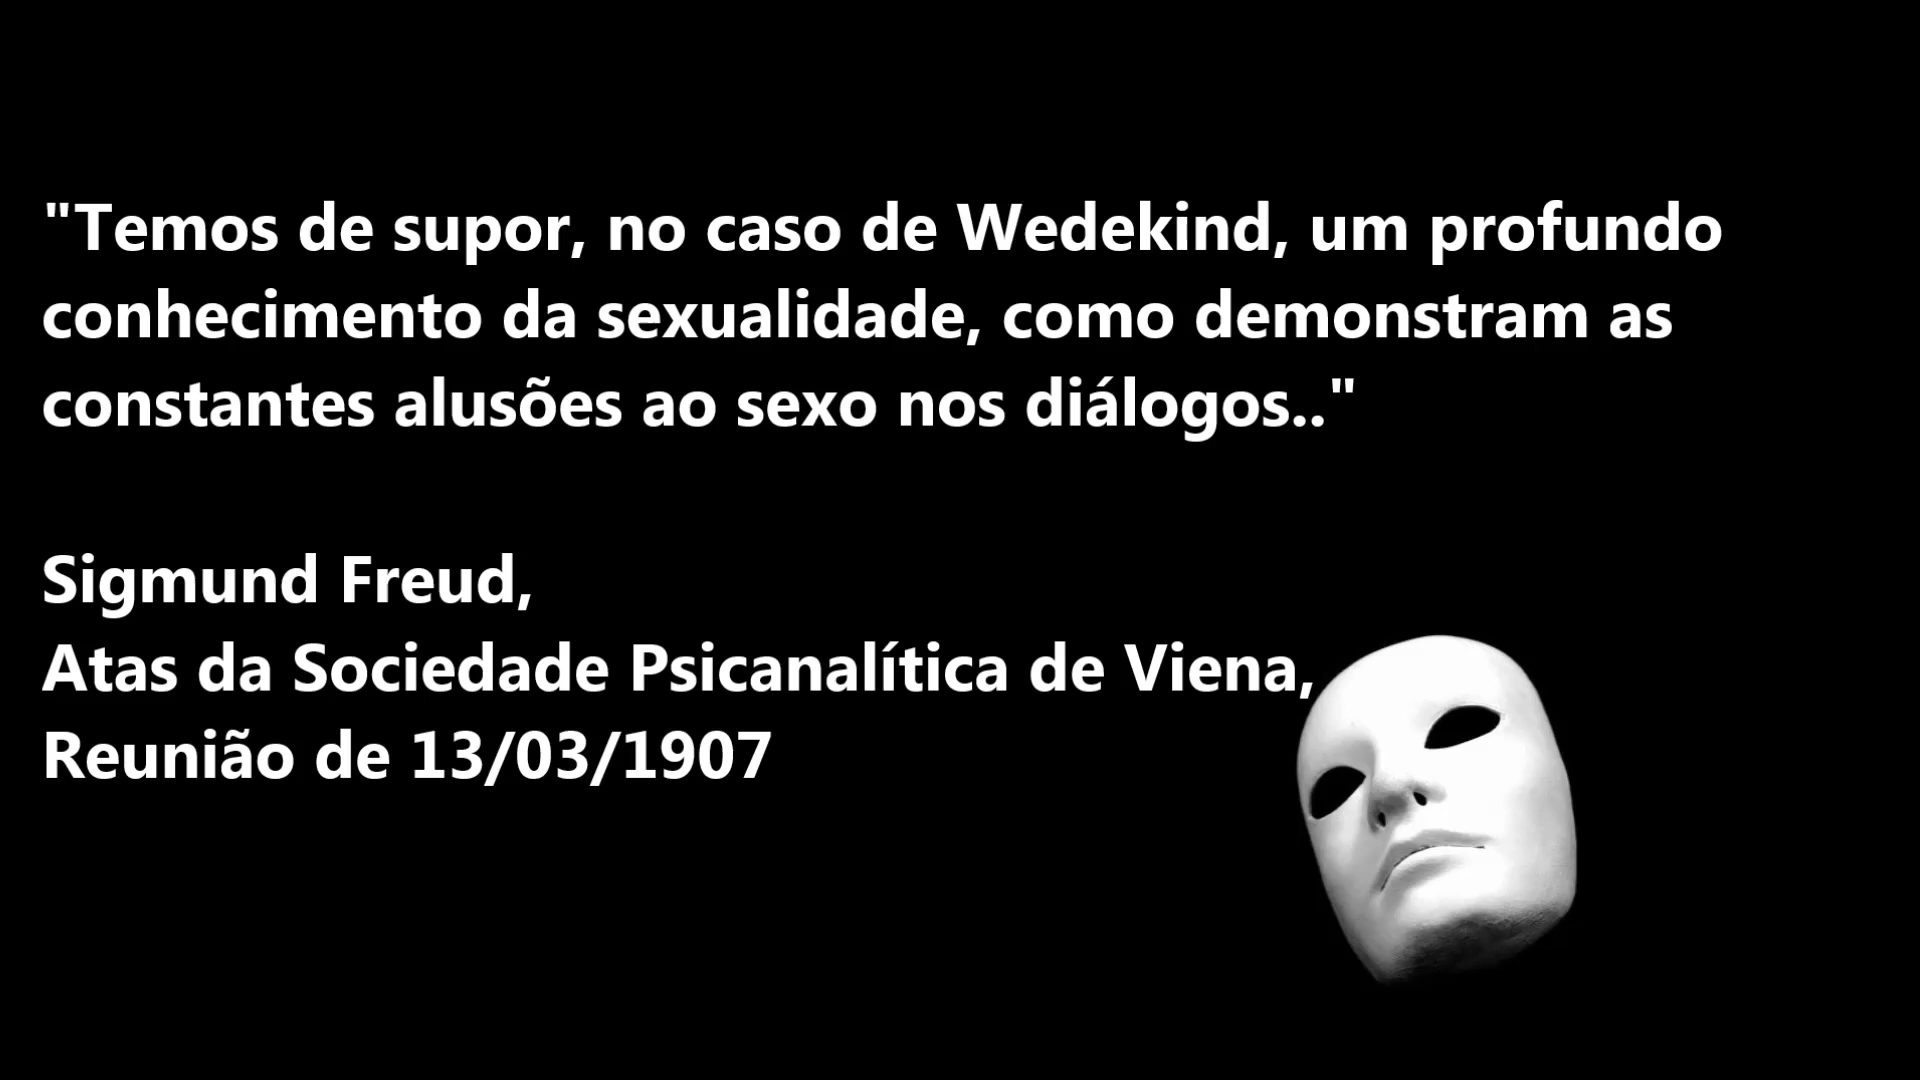 "Temos de supor, no caso de Wedekind, um profundo
conhecimento da sexualidade, como demonstram as
constantes alusões ao sexo nos diálogos.."
Sigmund Freud,
Atas da Sociedade Psicanalítica de Viena,
Reunião de 13/03/1907